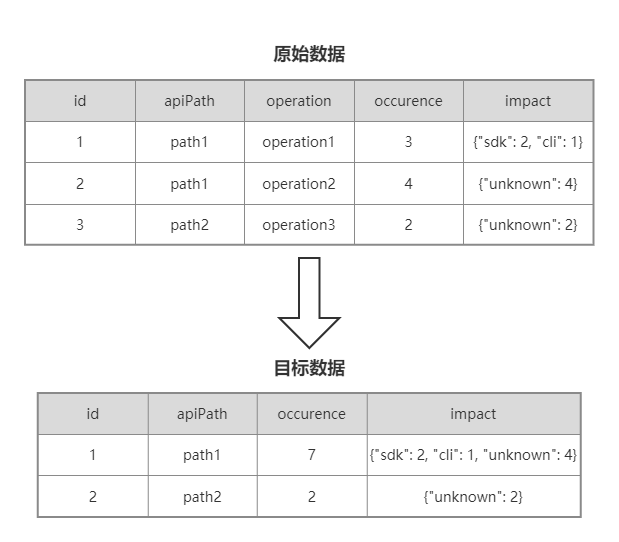 原始数据
id apiPath operation occurence impact
1 path1 operation1 3 {"sdk": 2, "cli": 1}
2 path1 operation2 4 {"unknown": 4}
3 path2 operation3 2 {"unknown": 2}
目标数据
id apiPath occurence impact
1 path1 7 {"sdk": 2, "cli": 1, "unknown": 4}
2 path2 2 {"unknown": 2}